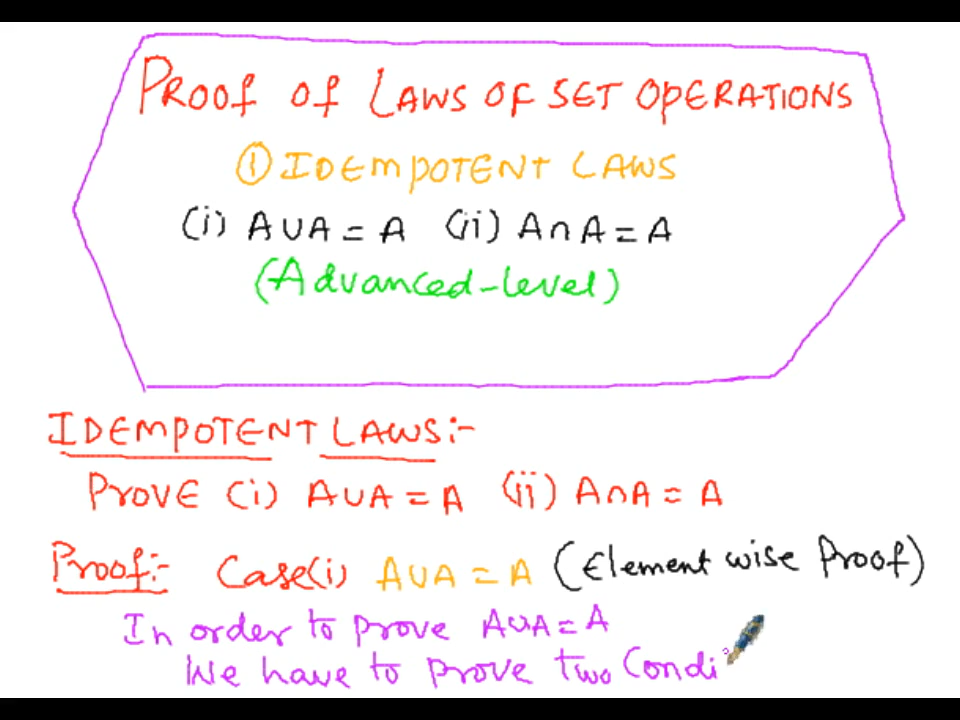 PROOF OF LAWS OF SET OPERATIONS
① IDEMPOTENT LAWS
(i) A∪A = A (ii) A∩A = A
(Advanced-level)
IDEMPOTENT LAWS:-
PROVE (i) A∪A = A (ii) A∩A = A
Proof:- Case(i) A∪A = A (Element wise Proof)
In order to prove A∪A = A
We have to prove two Condi